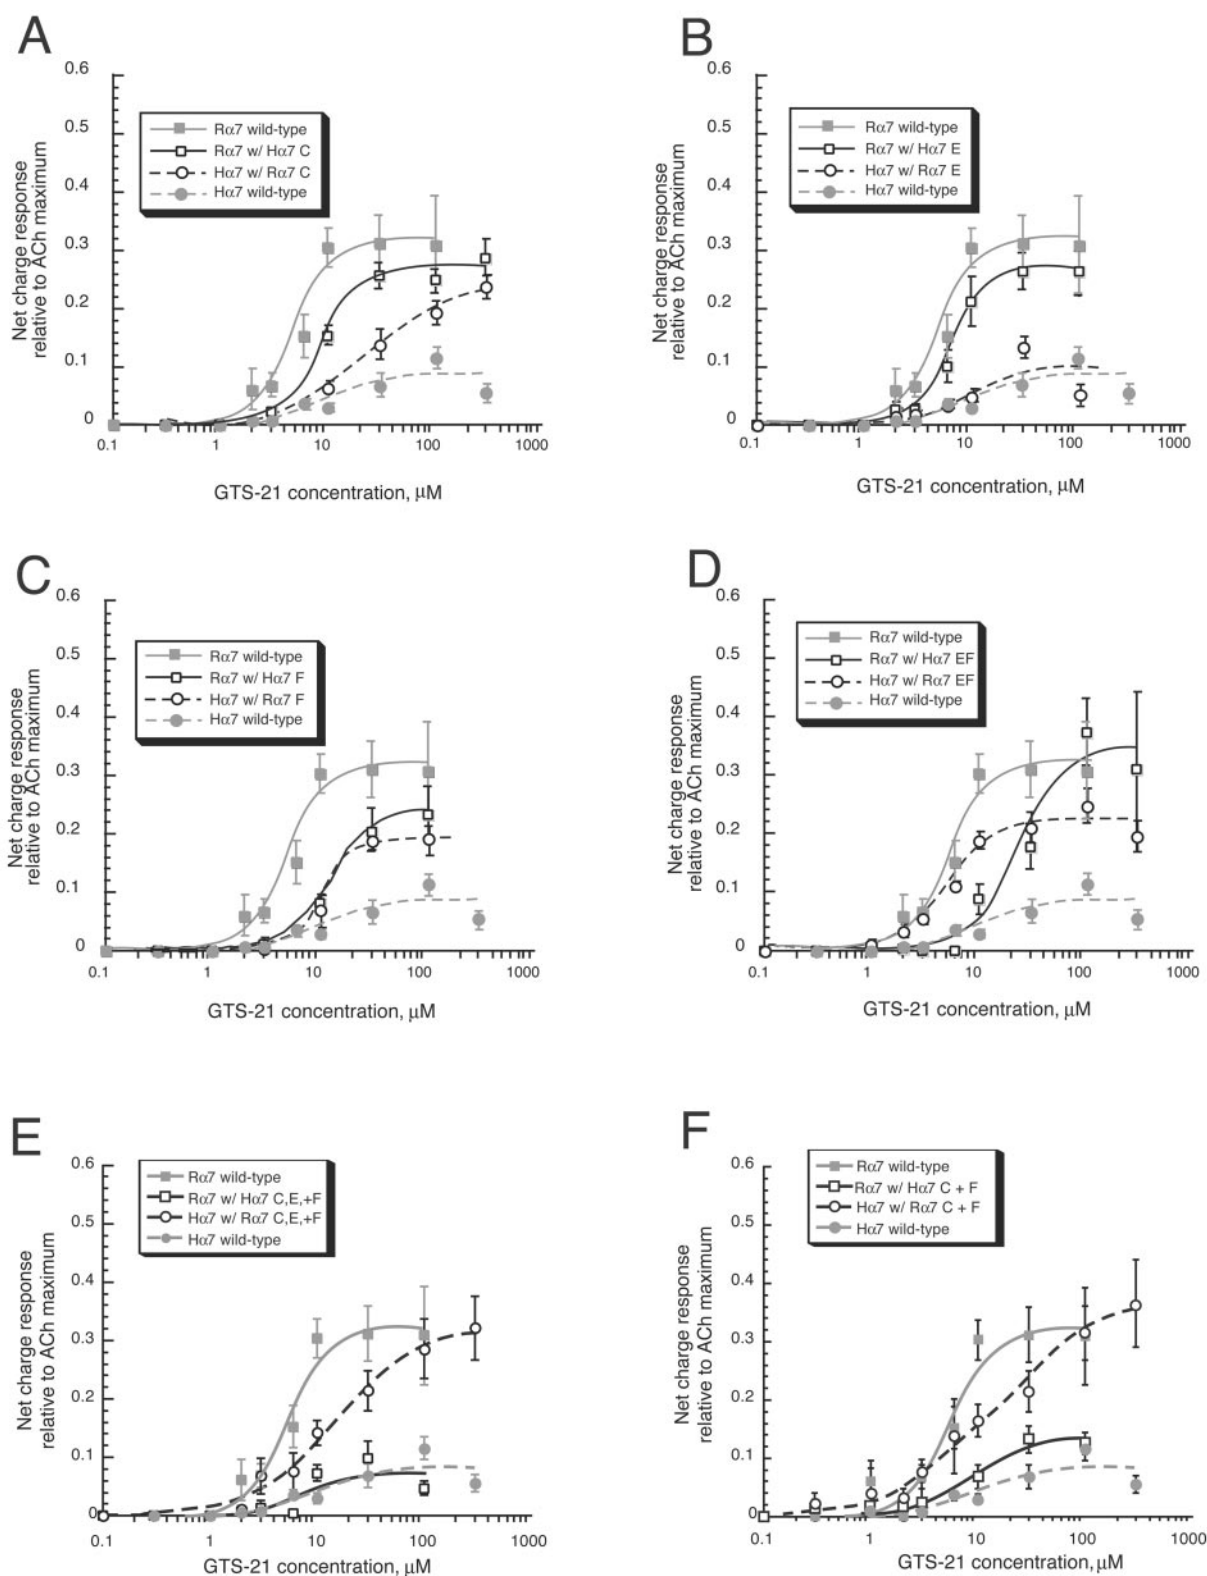 A
0.6
0.5
0.4
0.3
0.2
0.1
0
Net charge response
relative to ACh maximum
Rα7 wild-type
Rα7 w/ Hα7 C
Hα7 w/ Rα7 C
Hα7 wild-type
0.1
1
10
100
1000
GTS-21 concentration, μM
B
0.6
0.5
0.4
0.3
0.2
0.1
0
Net charge response
relative to ACh maximum
Rα7 wild-type
Rα7 w/ Hα7 E
Hα7 w/ Rα7 E
Hα7 wild-type
0.1
1
10
100
1000
GTS-21 concentration, μM
C
0.6
0.5
0.4
0.3
0.2
0.1
0
Net charge response
relative to ACh maximum
Rα7 wild-type
Rα7 w/ Hα7 F
Hα7 w/ Rα7 F
Hα7 wild-type
0.1
1
10
100
1000
GTS-21 concentration, μM
D
0.6
0.5
0.4
0.3
0.2
0.1
0
Net charge response
relative to ACh maximum
Rα7 wild-type
Rα7 w/ Hα7 EF
Hα7 w/ Rα7 EF
Hα7 wild-type
0.1
1
10
100
1000
GTS-21 concentration, μM
E
0.6
0.5
0.4
0.3
0.2
0.1
0
Net charge response
relative to ACh maximum
Rα7 wild-type
Rα7 w/ Hα7 C,E,+F
Hα7 w/ Rα7 C,E,+F
Hα7 wild-type
0.1
1
10
100
1000
GTS-21 concentration, μM
F
0.6
0.5
0.4
0.3
0.2
0.1
0
Net charge response
relative to ACh maximum
Rα7 wild-type
Rα7 w/ Hα7 C + F
Hα7 w/ Rα7 C + F
Hα7 wild-type
0.1
1
10
100
1000
GTS-21 concentration, μM